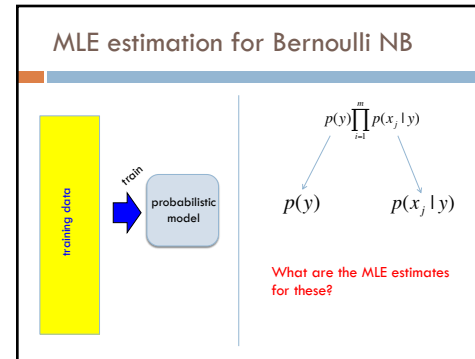 MLE estimation for Bernoulli NB
training data
train
probabilistic
model
p(y)∏_{i=1}^{m} p(x_j | y)
p(y)
p(x_j | y)
What are the MLE estimates
for these?